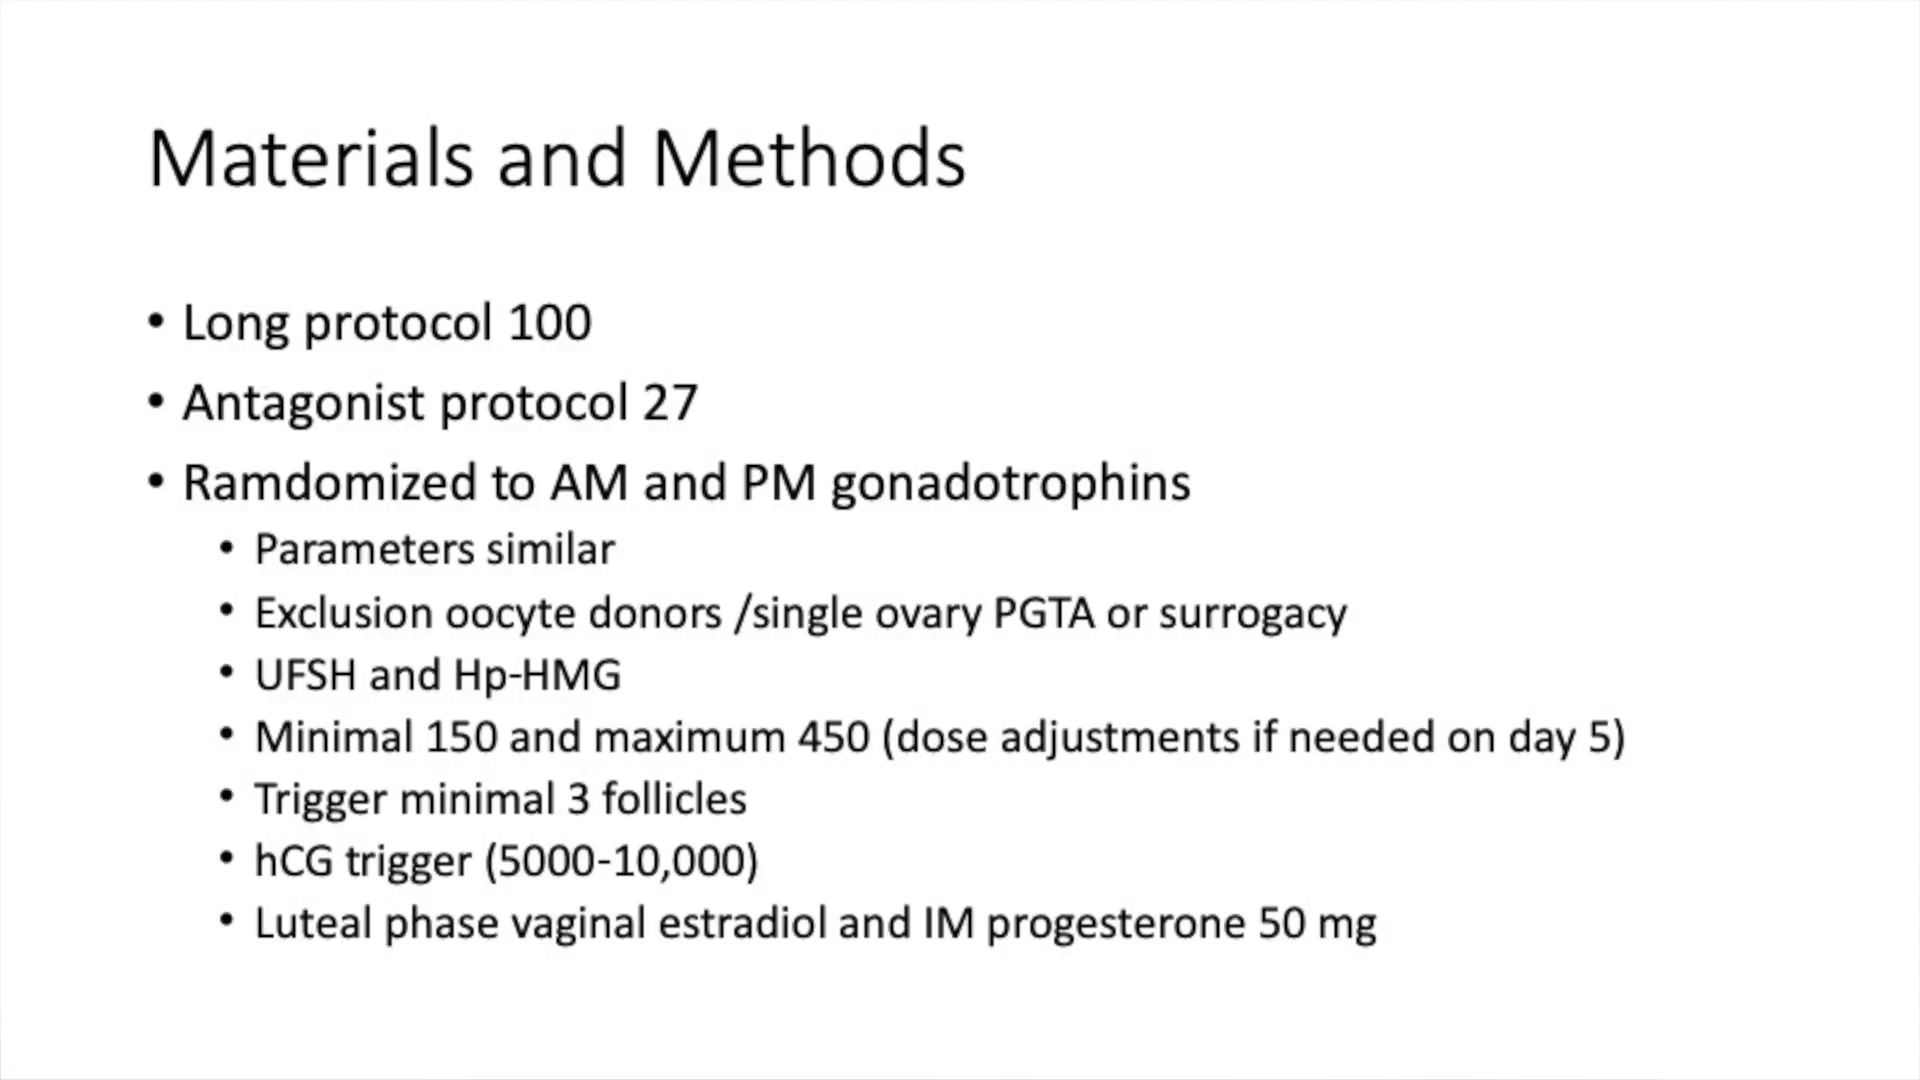 Materials and Methods
• Long protocol 100
• Antagonist protocol 27
• Ramdomized to AM and PM gonadotrophins
• Parameters similar
• Exclusion oocyte donors /single ovary PGTA or surrogacy
• UFSH and Hp-HMG
• Minimal 150 and maximum 450 (dose adjustments if needed on day 5)
• Trigger minimal 3 follicles
• hCG trigger (5000-10,000)
• Luteal phase vaginal estradiol and IM progesterone 50 mg